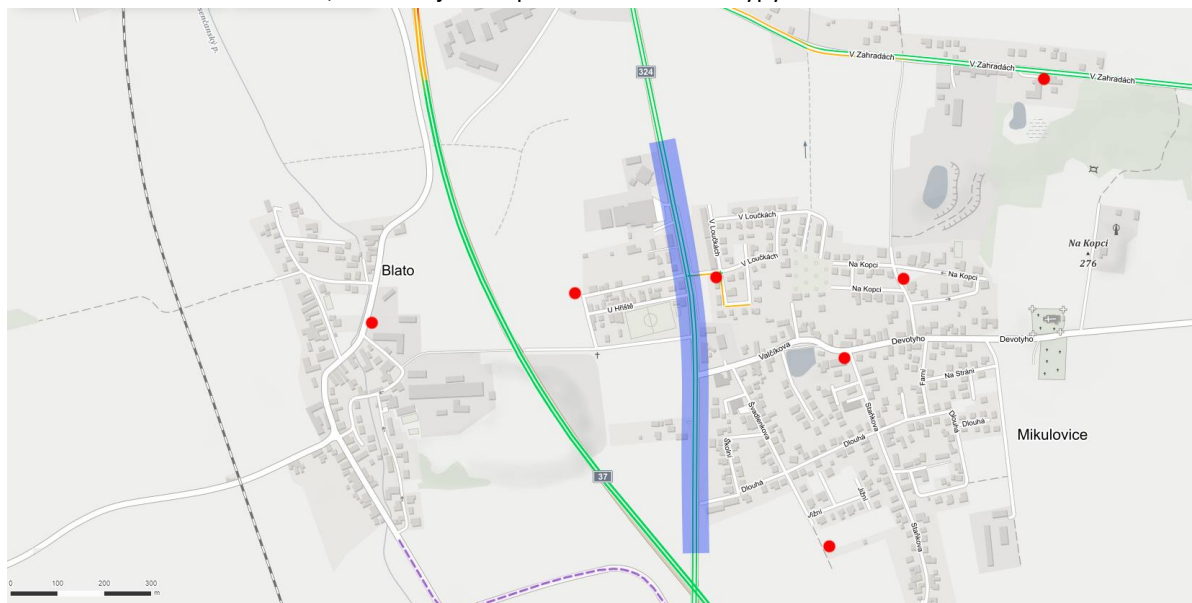 324
V Zahradách
V Zahradách
V Zahradách
V Loučkách
V Loučkách
V Loučkách
Na Kopci
276
Na Kopci
Na Kopci
Na Kopci
Blato
U Hřiště
Valčíkova
Devotyho
Devotyho
Farní
Na Stráni
Švadlenkova
Staňkova
Dlouhá
Dlouhá
Dlouhá
Mikulovice
Školní
Dlouhá
37
Jižní
Jižní
Staňkova
0 100 200 300
m